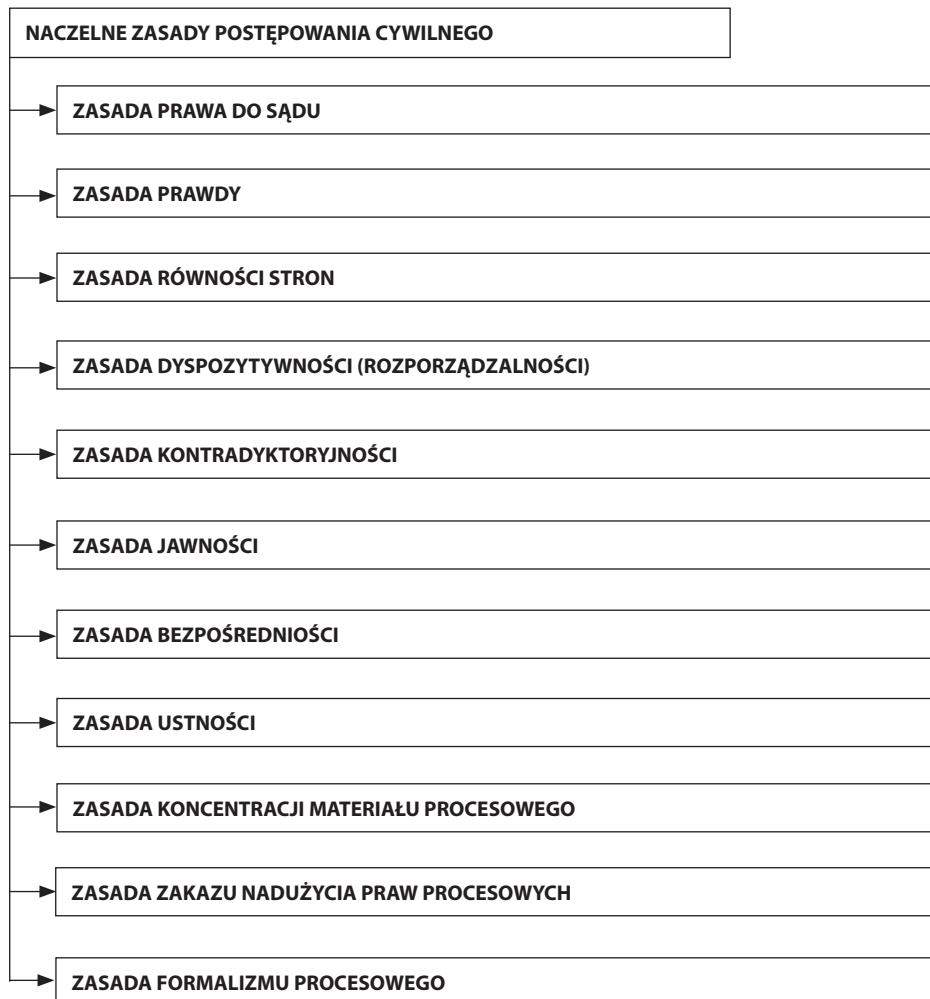 NACZELNE ZASADY POSTĘPOWANIA CYWILNEGO
ZASADA PRAWA DO SĄDU
ZASADA PRAWDY
ZASADA RÓWNOŚCI STRON
ZASADA DYSPOZYTYWNOŚCI (ROZPORZĄDZALNOŚCI)
ZASADA KONTRADYKTORYJNOŚCI
ZASADA JAWNOŚCI
ZASADA BEZPOŚREDNIOŚCI
ZASADA USTNOŚCI
ZASADA KONCENTRACJI MATERIAŁU PROCESOWEGO
ZASADA ZAKAZU NADUŻYCIA PRAW PROCESOWYCH
ZASADA FORMALIZMU PROCESOWEGO